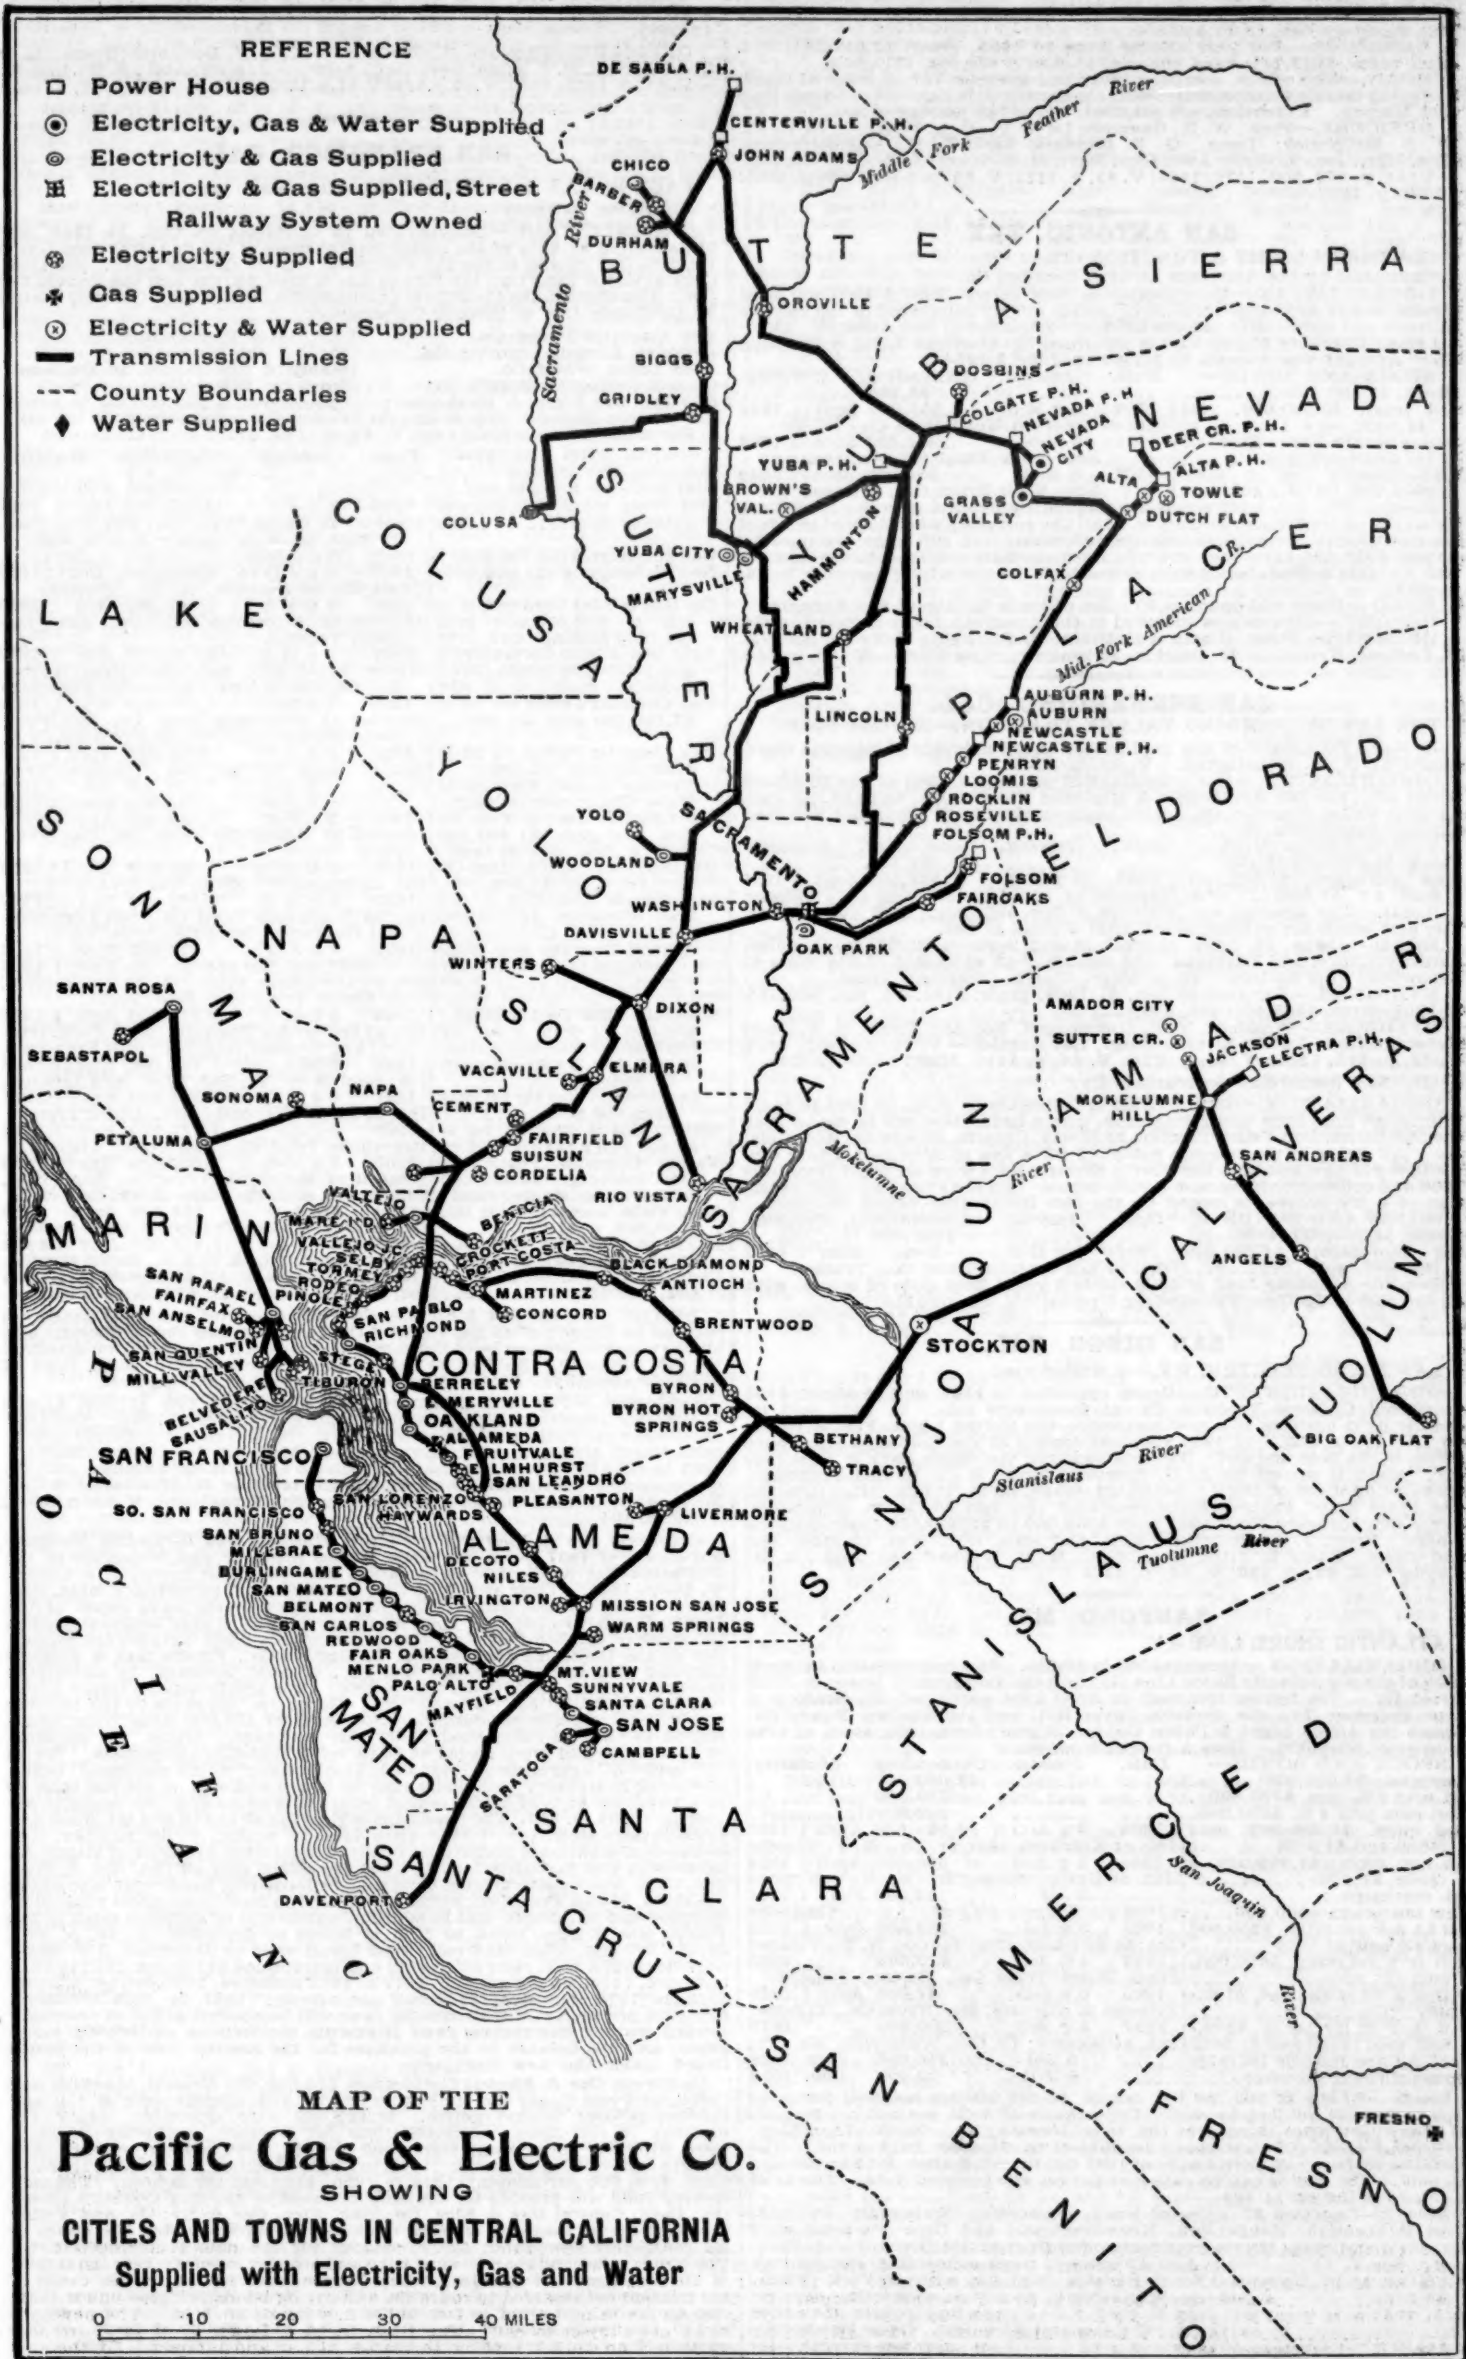 REFERENCE
Power House
Electricity, Gas & Water Supplied
Electricity & Gas Supplied
Electricity & Gas Supplied, Street
Railway System Owned
Electricity Supplied
Gas Supplied
Electricity & Water Supplied
Transmission Lines
County Boundaries
Water Supplied
DE SABLA P.H.
CENTERVILLE P.H.
JOHN ADAMS
CHICO
BARBER
DURHAM
Sacramento River
Middle Fork Feather River
BUTTE
SIERRA
OROVILLE
BIGGS
GRIDLEY
YUBA
DOBBINS
COLGATE P.H.
NEVADA P.H.
NEVADA CITY
NEVADA
DEER CR. P.H.
ALTA P.H.
ALTA
TOWLE
DUTCH FLAT
YUBA P.H.
BROWN'S VAL.
GRASS VALLEY
HAMMONTON
COLUSA
COLUSA
SUTTER
YUBA CITY
MARYSVILLE
COLFAX
PLACER
Mid. Fork American R.
LAKE
WHEATLAND
LINCOLN
AUBURN P.H.
AUBURN
NEWCASTLE
NEWCASTLE P.H.
PENRYN
LOOMIS
ROCKLIN
ROSEVILLE
FOLSOM P.H.
FOLSOM
FAIROAKS
EL DORADO
YOLO
YOLO
WOODLAND
SACRAMENTO
WASHINGTON
DAVISVILLE
OAK PARK
SONOMA
NAPA
WINTERS
DIXON
SOLANO
SACRAMENTO
SANTA ROSA
SEBASTAPOL
VACAVILLE
ELMIRA
SONOMA
NAPA
CEMENT
PETALUMA
FAIRFIELD
SUISUN
CORDELIA
RIO VISTA
AMADOR CITY
SUTTER CR.
JACKSON
ELECTRA P.H.
AMADOR
MOKELUMNE HILL
Mokelumne River
SAN ANDREAS
CALAVERAS
ANGELS
TUOLUM
BIG OAK FLAT
MARIN
VALLEJO
MARE I'D
BENICIA
VALLEJO JC.
CROCKETT
SELBY
PORT COSTA
TORMEY
RODEO
PINOLE
BLACK DIAMOND
ANTIOCH
MARTINEZ
CONCORD
BRENTWOOD
SAN PABLO
RICHMOND
SAN RAFAEL
FAIRFAX
SAN ANSELMO
SAN QUENTIN
MILL VALLEY
STEGE
TIBURON
BELVEDERE
SAUSALITO
CONTRA COSTA
STOCKTON
SAN JOAQUIN
BERRELEY
EMERYVILLE
OAKLAND
ALAMEDA
FRUITVALE
ELMHURST
SAN LEANDRO
SAN LORENZO
HAYWARDS
BYRON
BYRON HOT SPRINGS
BETHANY
TRACY
SAN FRANCISCO
SO. SAN FRANCISCO
SAN BRUNO
MILLBRAE
BURLINGAME
SAN MATEO
BELMONT
SAN CARLOS
REDWOOD
FAIR OAKS
MENLO PARK
PALO ALTO
MAYFIELD
PLEASANTON
LIVERMORE
ALAMEDA
DECOTO
NILES
IRVINGTON
MISSION SAN JOSE
WARM SPRINGS
MT. VIEW
SUNNYVALE
SANTA CLARA
SAN JOSE
CAMBPELL
SARATOGA
SAN MATEO
Stanislaus River
Tuolumne River
STANISLAUS
SANTA CLARA
SANTA CRUZ
DAVENPORT
PACIFIC OCEAN
MERCED
San Joaquin River
SAN BENITO
FRESNO
FRESNO
MAP OF THE
Pacific Gas & Electric Co.
SHOWING
CITIES AND TOWNS IN CENTRAL CALIFORNIA
Supplied with Electricity, Gas and Water
0 10 20 30 40 MILES